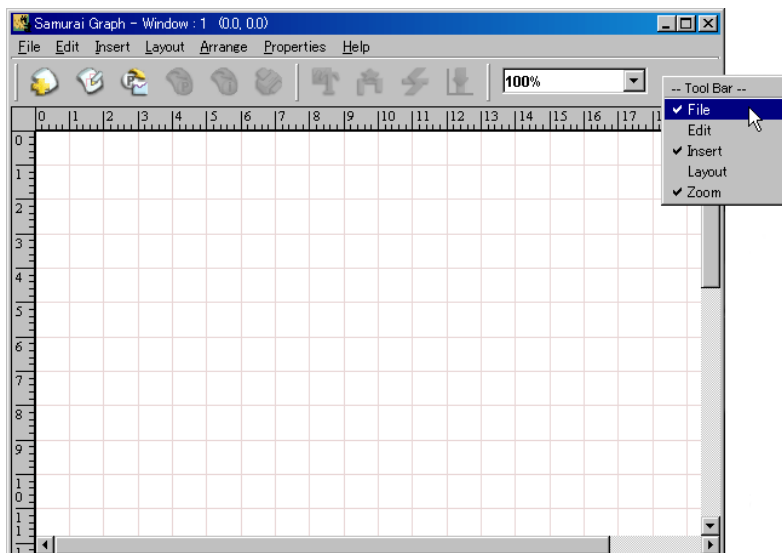 Samurai Graph - Window : 1 (0.0, 0.0)
File Edit Insert Layout Arrange Properties Help
100%
-- Tool Bar --
File
Edit
Insert
Layout
Zoom
0 1 2 3 4 5 6 7 8 9 10 11 12 13 14 15 16 17
0
1
2
3
4
5
6
7
8
9
10
11